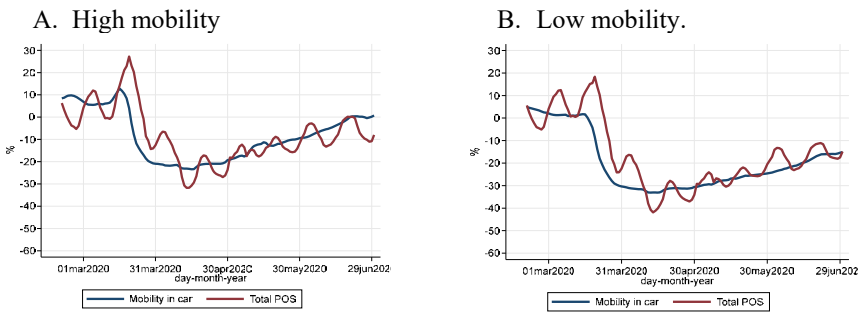 A. High mobility
30
20
10
0
-10
-20
-30
-40
-50
-60
%
01mar2020 31mar2020 30apr2020 30may2020 29jun202
day-month-year
Mobility in car Total POS
B. Low mobility.
30
20
10
0
-10
-20
-30
-40
-50
-60
%
01mar2020 31mar2020 30apr2020 30may2020 29jun202
day-month-year
Mobility in car Total POS